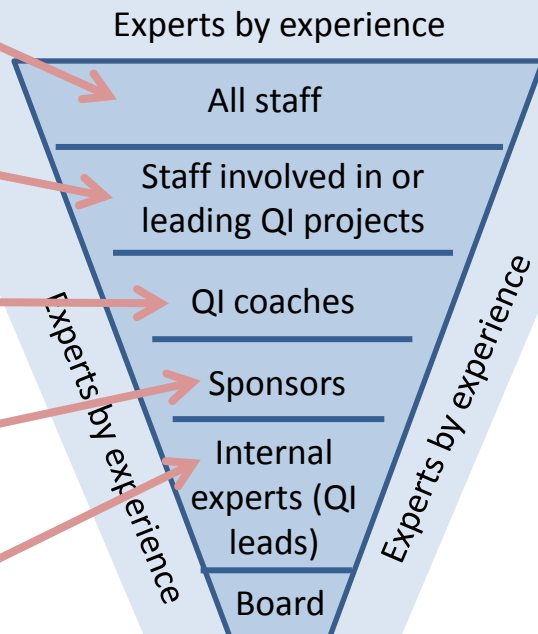 Experts by experience
All staff
Staff involved in or
leading QI projects
QI coaches
Sponsors
Internal
experts (QI
leads)
Board
Experts by experience
Experts by experience